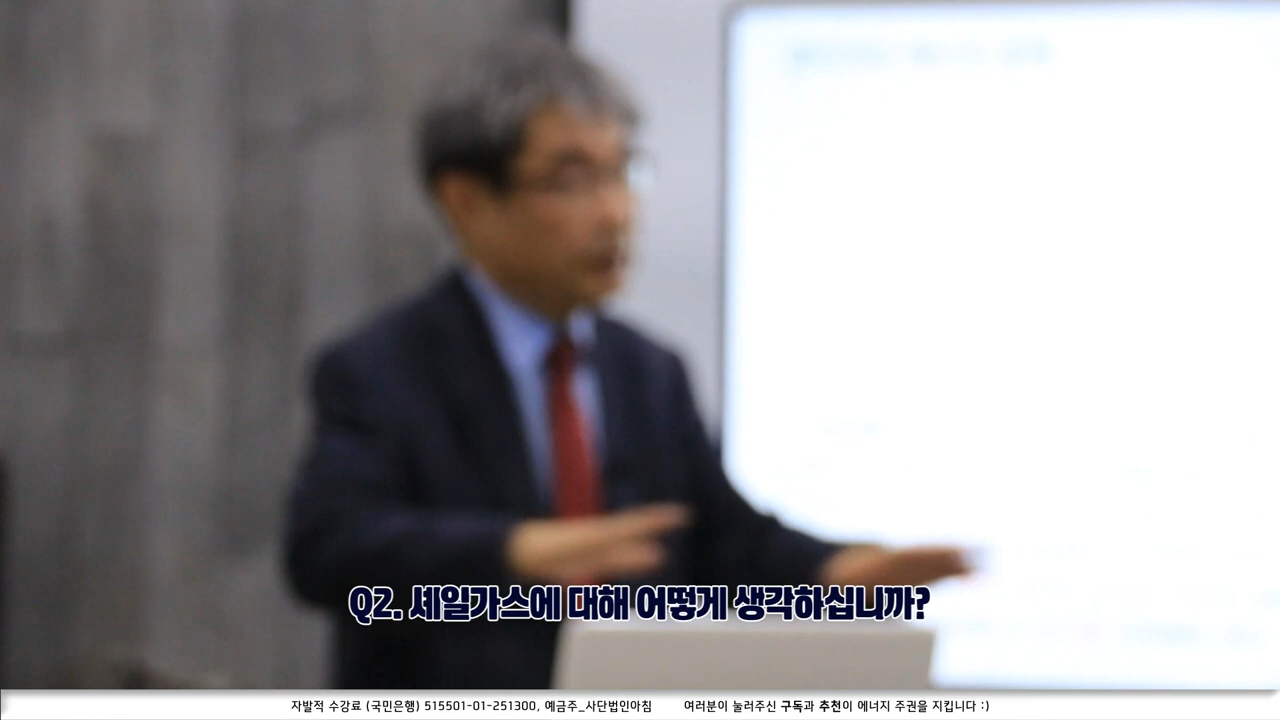 Q2. 셰일가스에 대해 어떻게 생각하십니까?
자발적 수강료 (국민은행) 515501-01-251300, 예금주_사단법인아침 여러분이 눌러주신 구독과 추천이 에너지 주권을 지킵니다 :)